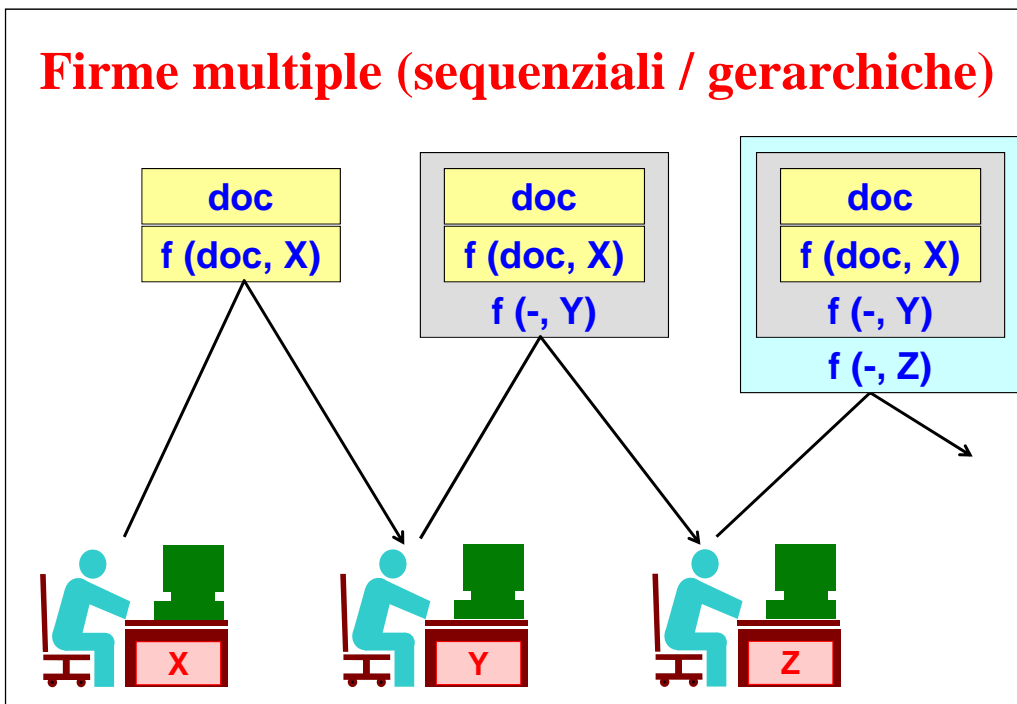 Firme multiple (sequenziali / gerarchiche)
doc
f (doc, X)
doc
f (doc, X)
f (-, Y)
doc
f (doc, X)
f (-, Y)
f (-, Z)
X
Y
Z